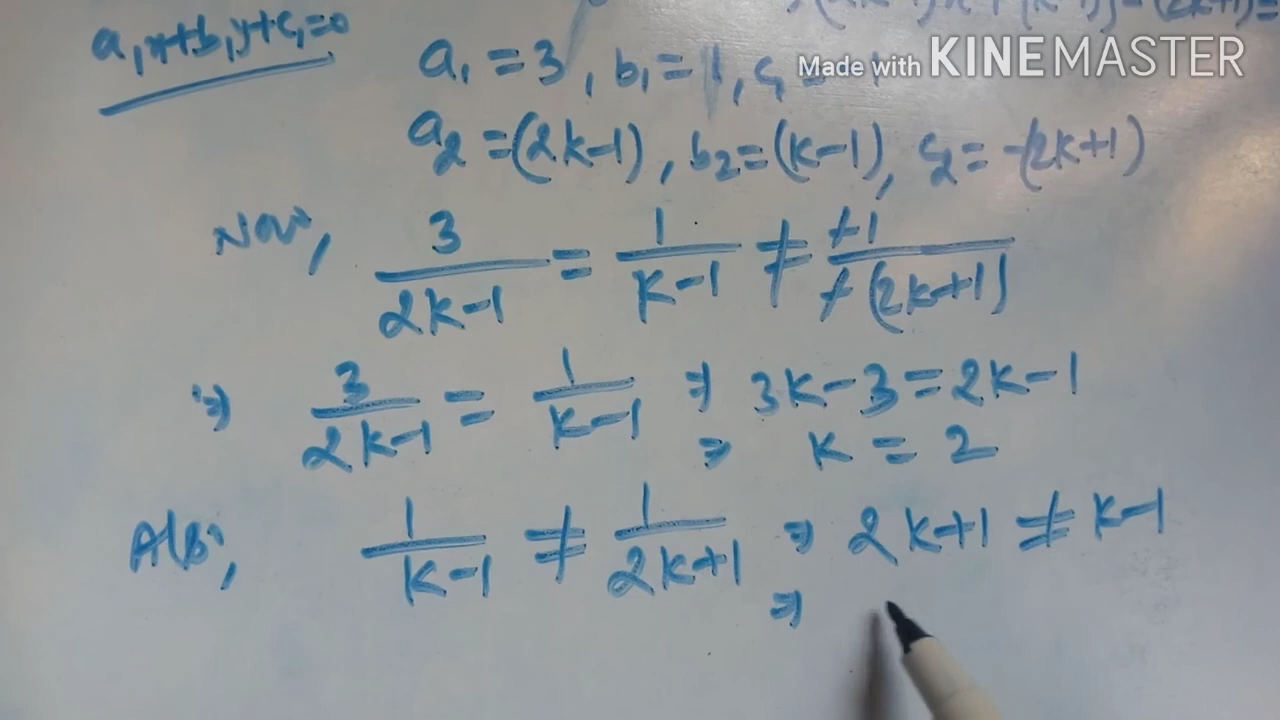 a₁x+b₁y+c₁=0
a₁ = 3, b₁ = 1, c₁ =
Made with KINEMASTER
a₂ = (2k-1), b₂ = (k-1), c₂ = -(2k+1)
Now, 3/(2k-1) = 1/(k-1) ≠ -1/-(2k+1)
⇒ 3/(2k-1) = 1/(k-1) ⇒ 3k-3 = 2k-1
⇒ k = 2
Also, 1/(k-1) ≠ 1/(2k+1) ⇒ 2k+1 ≠ k-1
⇒